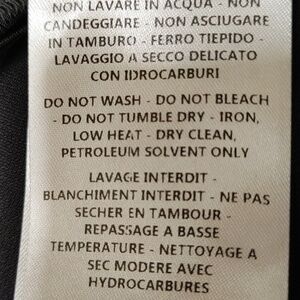 NON LAVARE IN ACQUA - NON
CANDEGGIARE - NON ASCIUGARE
IN TAMBURO - FERRO TIEPIDO -
LAVAGGIO A SECCO DELICATO
CON IDROCARBURI
DO NOT WASH - DO NOT BLEACH
- DO NOT TUMBLE DRY - IRON,
LOW HEAT - DRY CLEAN,
PETROLEUM SOLVENT ONLY
LAVAGE INTERDIT -
BLANCHIMENT INTERDIT - NE PAS
SECHER EN TAMBOUR -
REPASSAGE A BASSE
TEMPERATURE - NETTOYAGE A
SEC MODERE AVEC
HYDROCARBURES